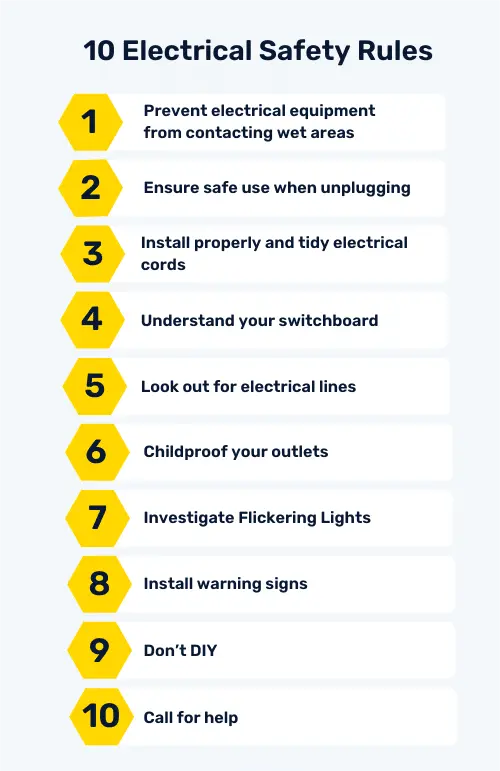 10 Electrical Safety Rules
1
Prevent electrical equipment
from contacting wet areas
2
Ensure safe use when unplugging
3
Install properly and tidy electrical
cords
4
Understand your switchboard
5
Look out for electrical lines
6
Childproof your outlets
7
Investigate Flickering Lights
8
Install warning signs
9
Don’t DIY
10
Call for help